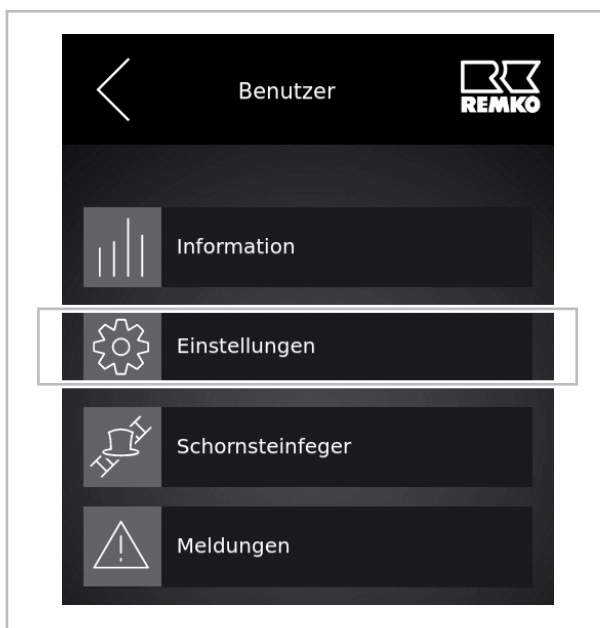 Benutzer
REMKO
Information
Einstellungen
Schornsteinfeger
Meldungen